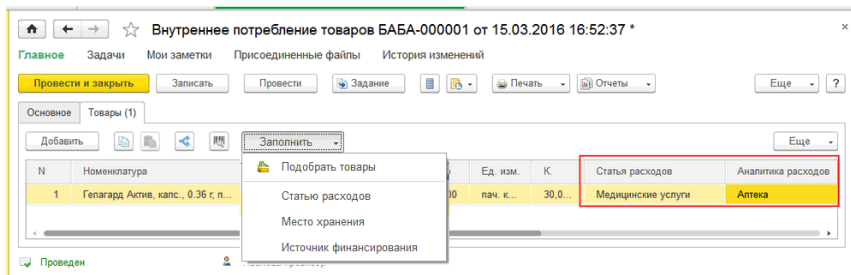 Внутреннее потребление товаров БАБА-000001 от 15.03.2016 16:52:37 *
Главное Задачи Мои заметки Присоединенные файлы История изменений
Провести и закрыть Записать Провести Задание Печать Отчеты Еще ?
Основное Товары (1)
Добавить Заполнить Еще
N Номенклатура Ед. изм. К. Статья расходов Аналитика расходов
1 Гепагард Актив, капс., 0.36 г, п... 00 пач. к... 30,0... Медицинские услуги Аптека
Подобрать товары
Статью расходов
Место хранения
Источник финансирования
Проведен